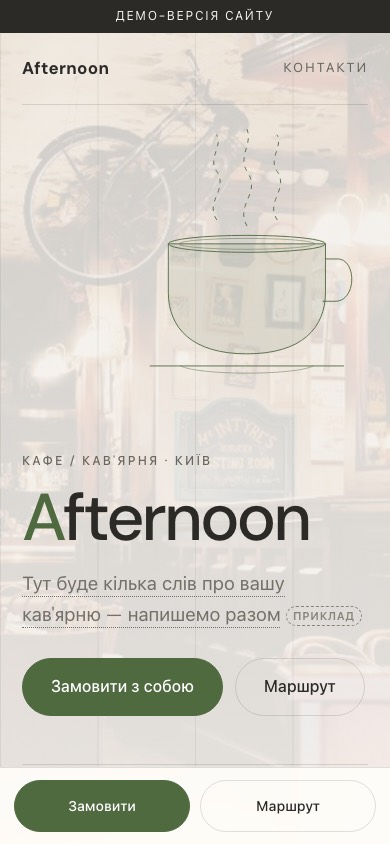 ДЕМО-ВЕРСІЯ САЙТУ
Afternoon
КОНТАКТИ
КАФЕ / КАВ'ЯРНЯ · КИЇВ
Afternoon
Тут буде кілька слів про вашу
кав'ярню — напишемо разом ПРИКЛАД
Замовити з собою
Маршрут
Замовити
Маршрут